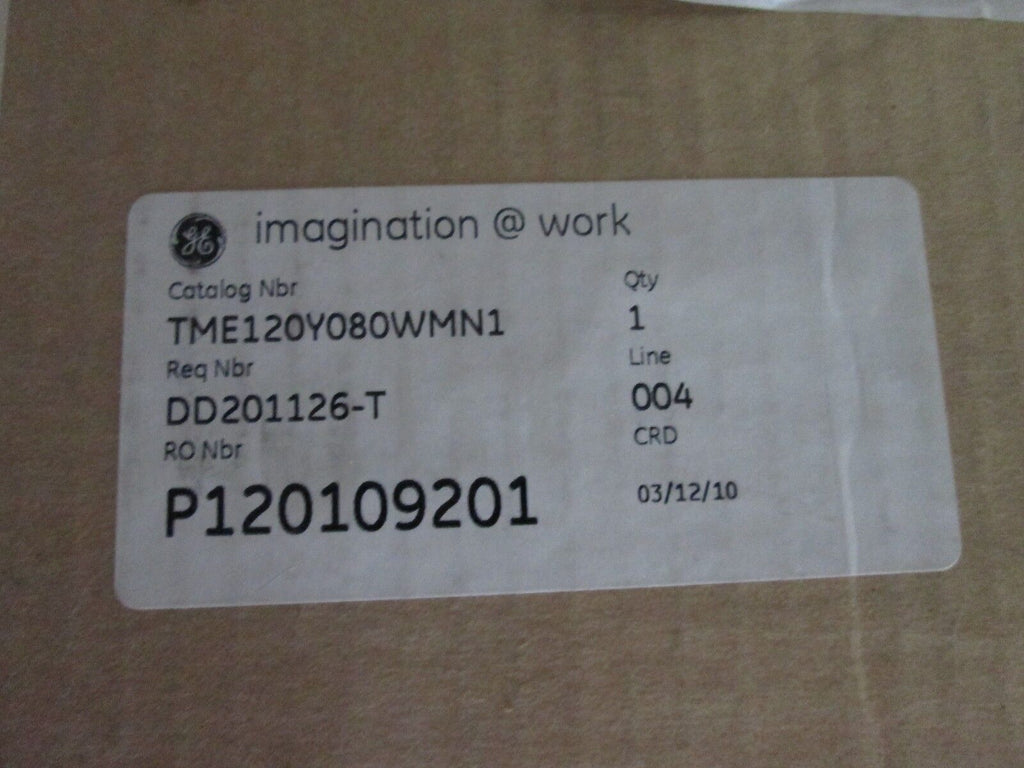 GE imagination @ work
Catalog Nbr Qty
TME120Y080WMN1 1
Req Nbr Line
DD201126-T 004
RO Nbr CRD
P120109201 03/12/10